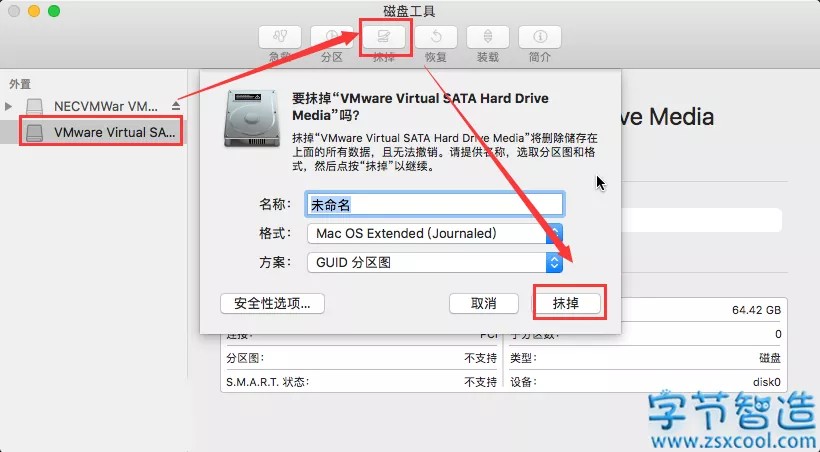 磁盘工具
急救 分区 抹掉 恢复 装载 简介
外置
NECVMWar VM...
VMware Virtual SA...
ve Media
要抹掉“VMware Virtual SATA Hard Drive
Media”吗?
抹掉“VMware Virtual SATA Hard Drive Media”将删除储存在
上面的所有数据，且无法撤销。请提供名称，选取分区图和格
式，然后点按“抹掉”以继续。
名称： 未命名
格式： Mac OS Extended (Journaled)
方案： GUID 分区图
安全性选项... 取消 抹掉
64.42 GB
连接： PCI 子分区数： 0
分区图： 不支持 类型： 磁盘
S.M.A.R.T. 状态： 不支持 设备： disk0
字节智造
www.zsxcool.com